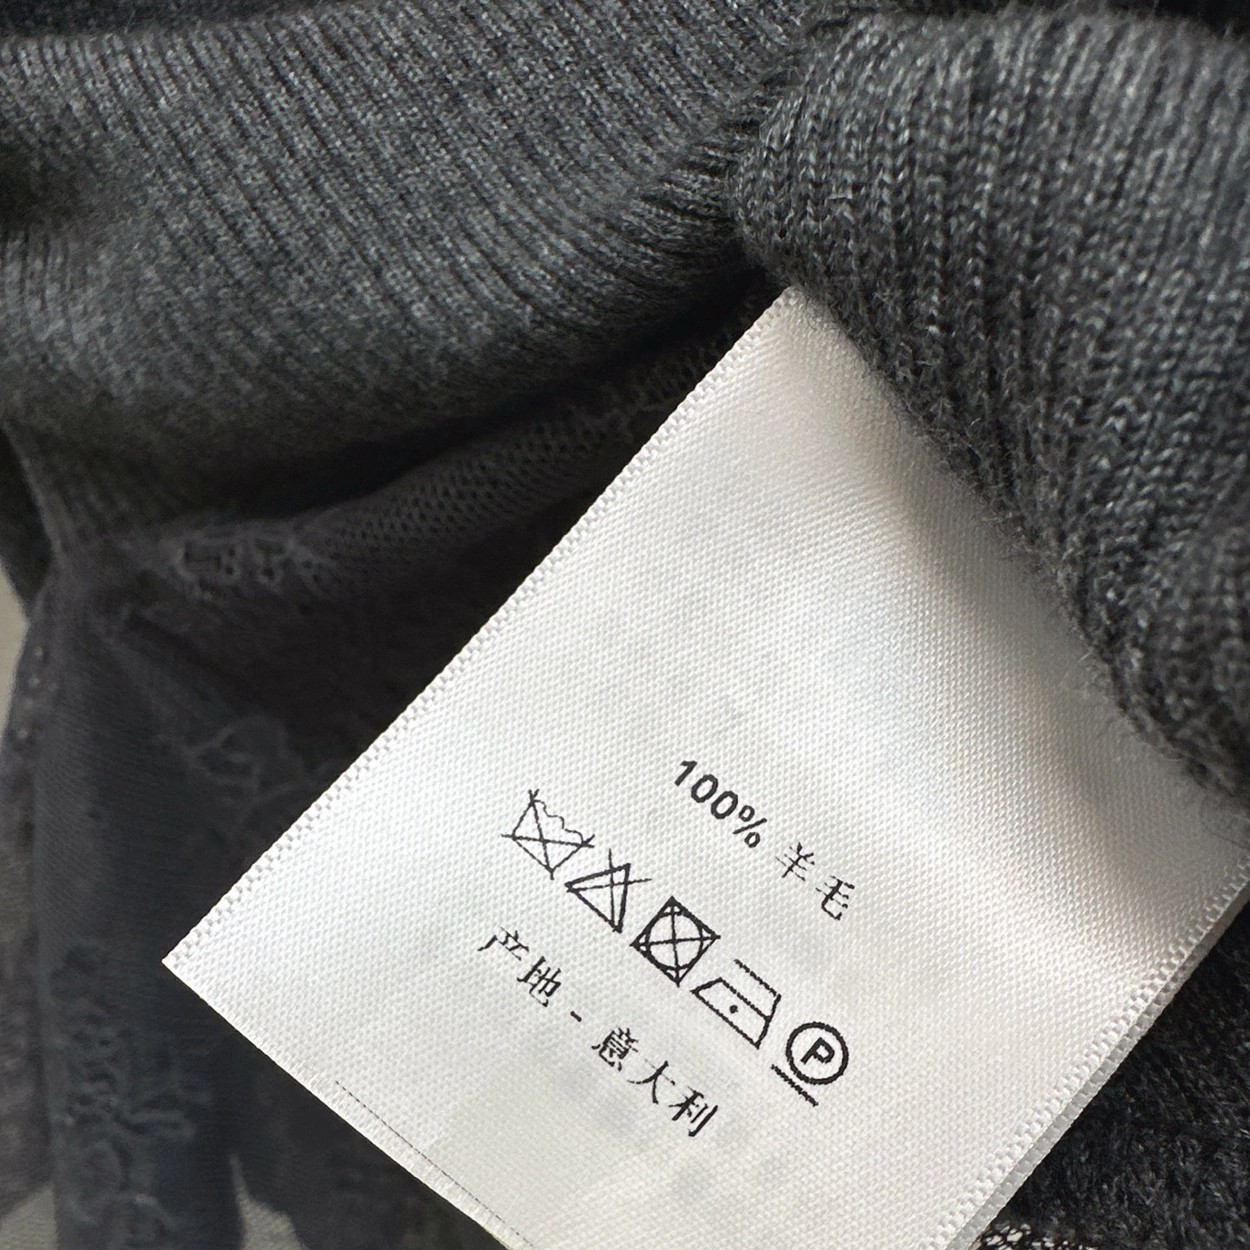 100% 羊毛
P
产地 - 意大利